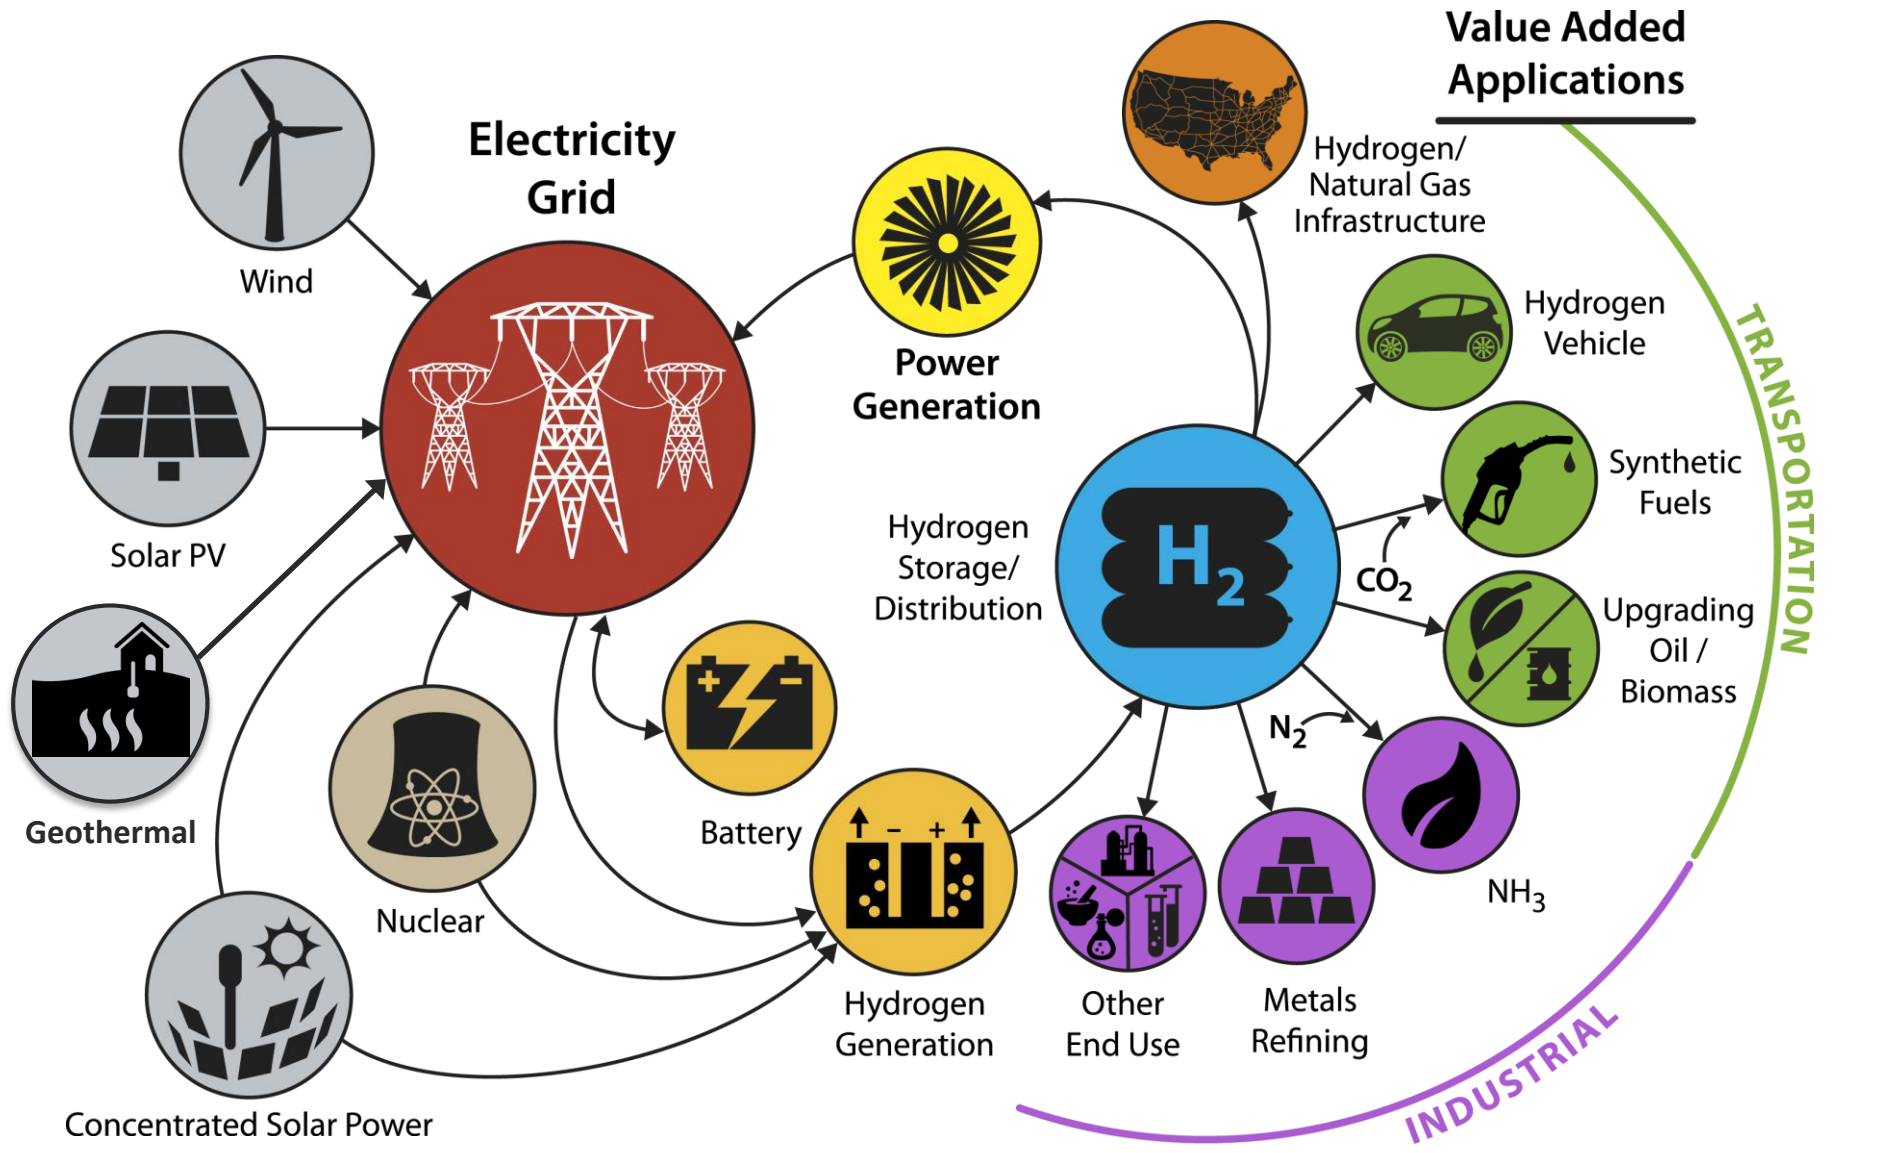 Value Added
Applications
Electricity
Grid
Wind
Hydrogen/
Natural Gas
Infrastructure
Hydrogen
Vehicle
TRANSPORTATION
Power
Generation
Solar PV
Synthetic
Fuels
Hydrogen
Storage/
Distribution
H2
CO2
Upgrading
Oil /
Biomass
N2
+ −
Geothermal
Battery
− +
NH3
Nuclear
Hydrogen
Generation
Other
End Use
Metals
Refining
INDUSTRIAL
Concentrated Solar Power